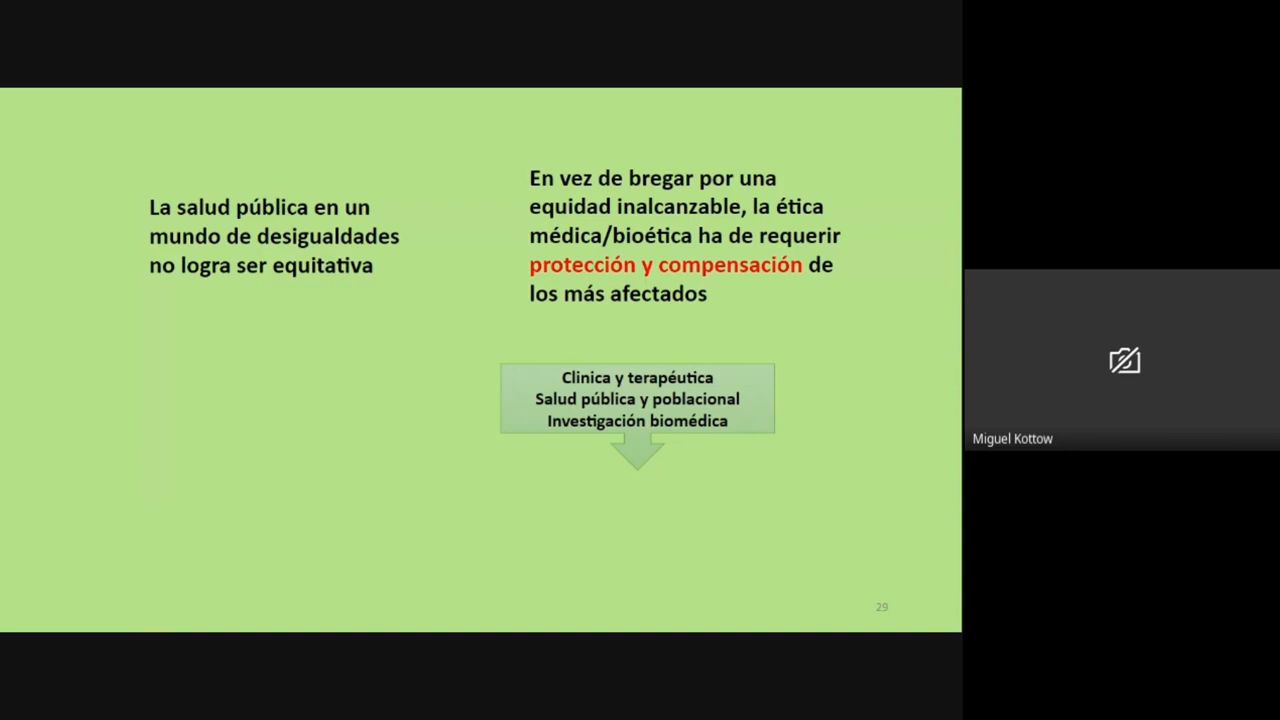 La salud pública en un
mundo de desigualdades
no logra ser equitativa
En vez de bregar por una
equidad inalcanzable, la ética
médica/bioética ha de requerir
protección y compensación de
los más afectados
Clinica y terapéutica
Salud pública y poblacional
Investigación biomédica
29
Miguel Kottow